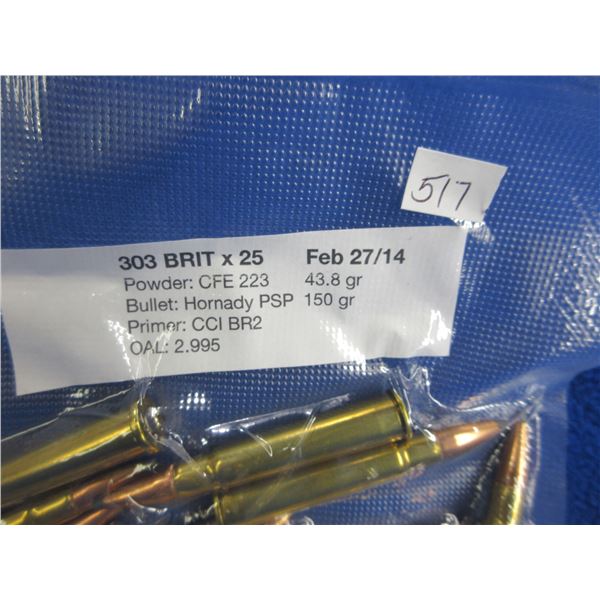 517
303 BRIT x 25 Feb 27/14
Powder: CFE 223 43.8 gr
Bullet: Hornady PSP 150 gr
Primer: CCI BR2
OAL: 2.995